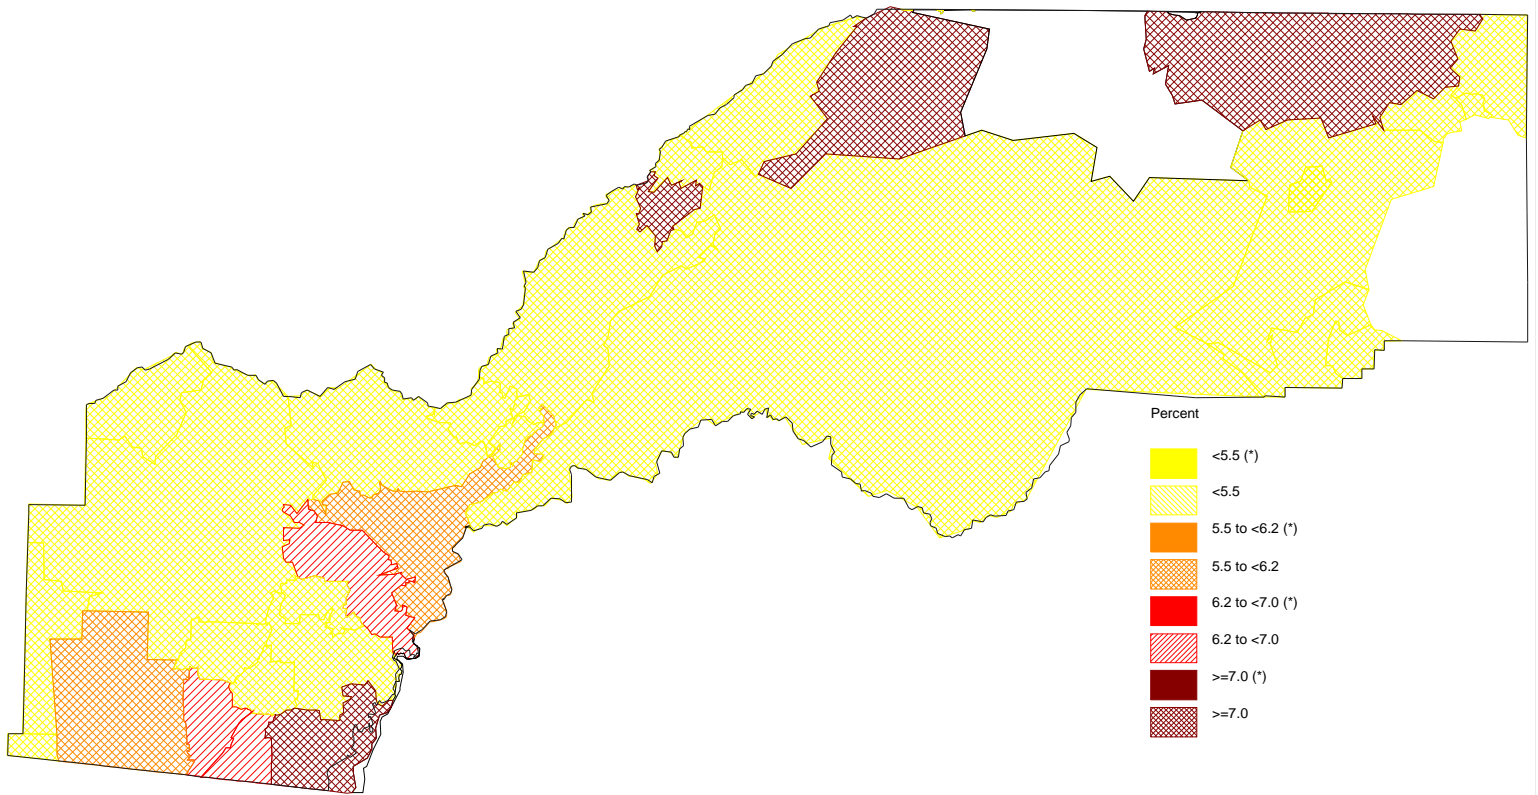 Percent
<5.5 (*)
<5.5
5.5 to <6.2 (*)
5.5 to <6.2
6.2 to <7.0 (*)
6.2 to <7.0
>=7.0 (*)
>=7.0